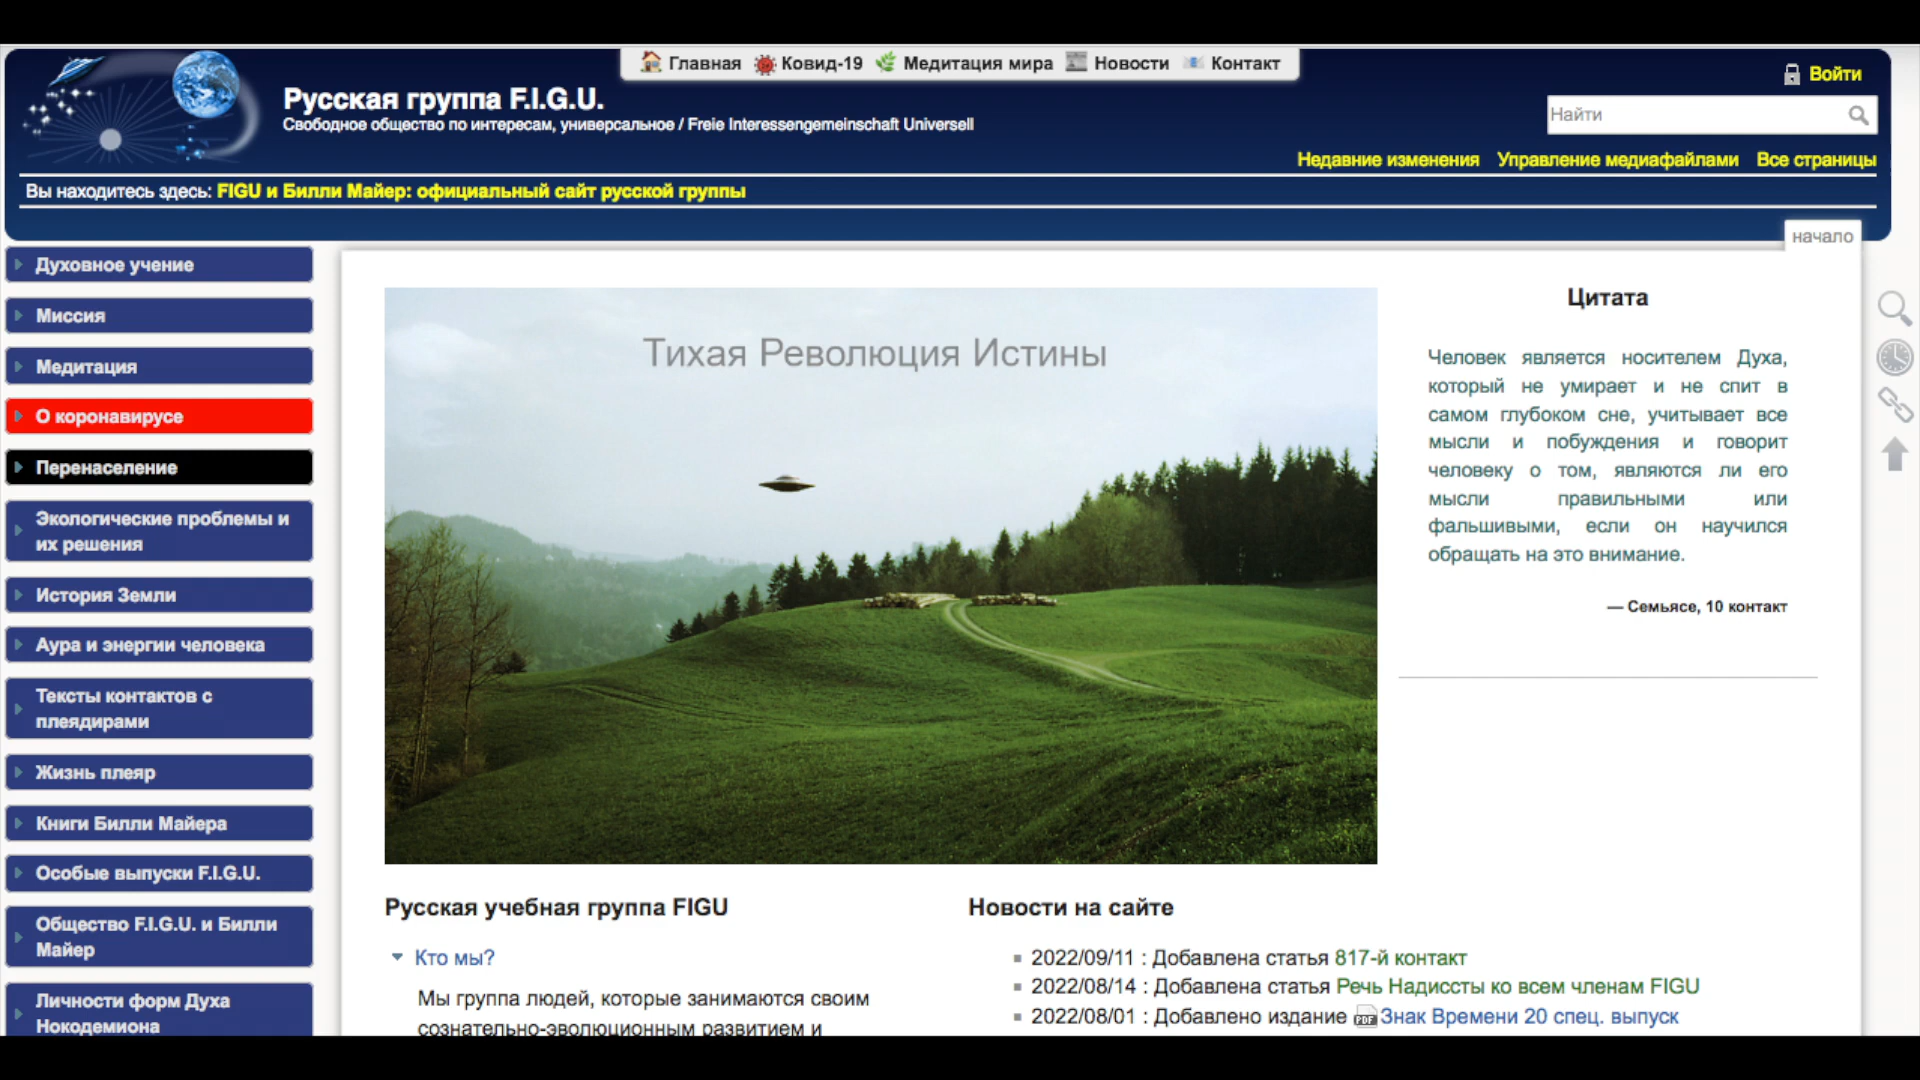 Главная Ковид-19 Медитация мира Новости Контакт
Войти
Русская группа F.I.G.U.
Свободное общество по интересам, универсальное / Freie Interessengemeinschaft Universell
Найти
Недавние изменения Управление медиафайлами Все страницы
Вы находитесь здесь: FIGU и Билли Майер: официальный сайт русской группы
начало
Духовное учение
Миссия
Медитация
О коронавирусе
Перенаселение
Экологические проблемы и
их решения
История Земли
Аура и энергии человека
Тексты контактов с
плеядирами
Жизнь плеяр
Книги Билли Майера
Особые выпуски F.I.G.U.
Общество F.I.G.U. и Билли
Майер
Личности форм Духа
Нокодемиона
Тихая Революция Истины
Цитата
Человек является носителем Духа,
который не умирает и не спит в
самом глубоком сне, учитывает все
мысли и побуждения и говорит
человеку о том, являются ли его
мысли правильными или
фальшивыми, если он научился
обращать на это внимание.
— Семьясе, 10 контакт
Русская учебная группа FIGU
Кто мы?
Мы группа людей, которые занимаются своим
сознательно-эволюционным развитием и
Новости на сайте
2022/09/11 : Добавлена статья 817-й контакт
2022/08/14 : Добавлена статья Речь Надиссты ко всем членам FIGU
2022/08/01 : Добавлено издание PDF Знак Времени 20 спец. выпуск